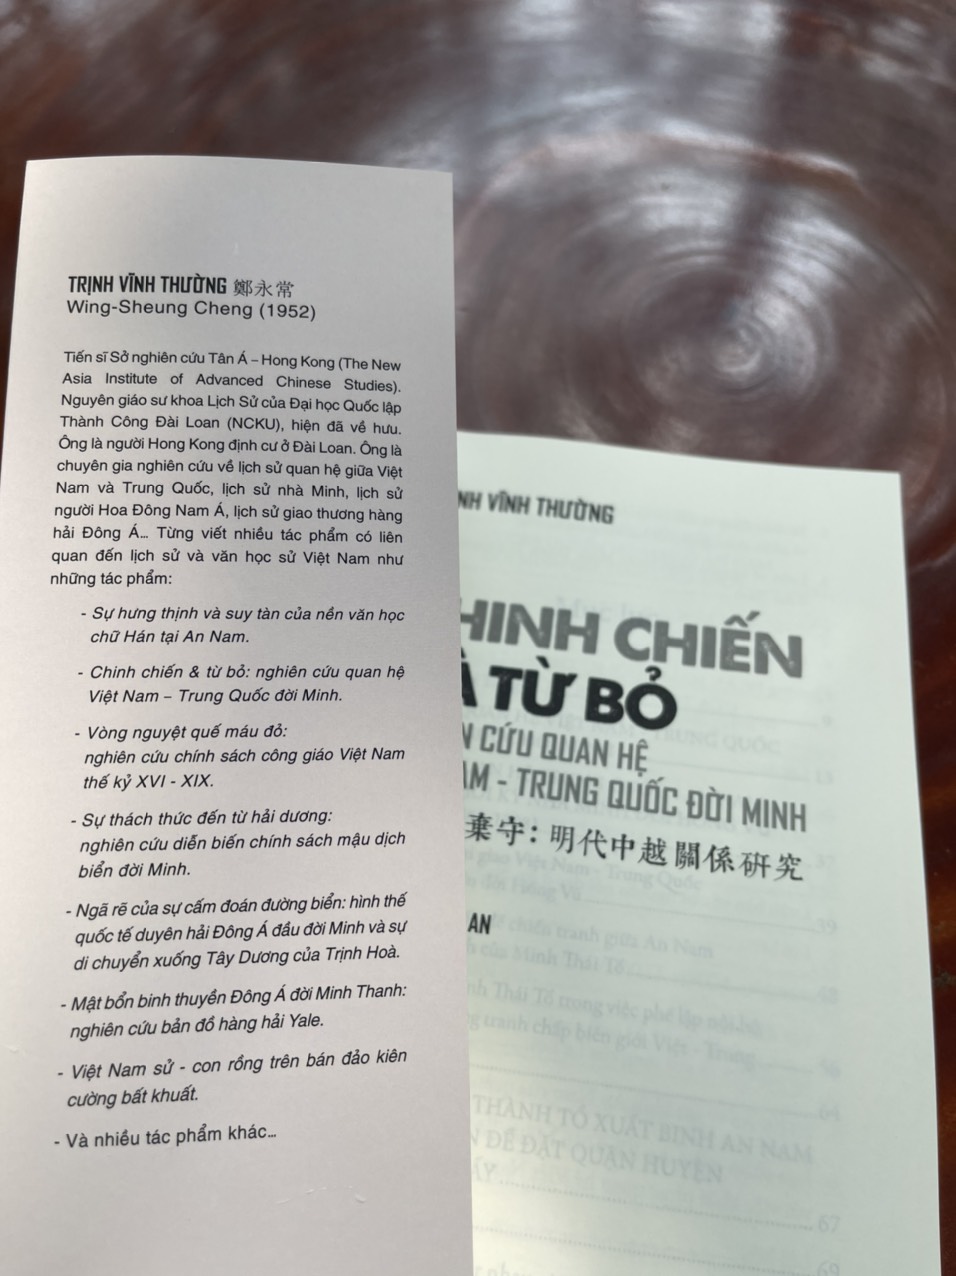 TRỊNH VĨNH THƯỜNG 鄭永常
Wing-Sheung Cheng (1952)
Tiến sĩ Sở nghiên cứu Tân Á – Hong Kong (The New
Asia Institute of Advanced Chinese Studies).
Nguyên giáo sư khoa Lịch Sử của Đại học Quốc lập
Thành Công Đài Loan (NCKU), hiện đã về hưu.
Ông là người Hong Kong định cư ở Đài Loan. Ông là
chuyên gia nghiên cứu về lịch sử quan hệ giữa Việt
Nam và Trung Quốc, lịch sử nhà Minh, lịch sử
người Hoa Đông Nam Á, lịch sử giao thương hàng
hải Đông Á... Từng viết nhiều tác phẩm có liên
quan đến lịch sử và văn học sử Việt Nam như
những tác phẩm:
- Sự hưng thịnh và suy tàn của nền văn học
chữ Hán tại An Nam.
- Chinh chiến & từ bỏ: nghiên cứu quan hệ
Việt Nam – Trung Quốc đời Minh.
- Vòng nguyệt quế máu đỏ:
nghiên cứu chính sách công giáo Việt Nam
thế kỷ XVI - XIX.
- Sự thách thức đến từ hải dương:
nghiên cứu diễn biến chính sách mậu dịch
biển đời Minh.
- Ngã rẽ của sự cấm đoán đường biển: hình thế
quốc tế duyên hải Đông Á đầu đời Minh và sự
di chuyển xuống Tây Dương của Trịnh Hoà.
- Mật bổn binh thuyền Đông Á đời Minh Thanh:
nghiên cứu bản đồ hàng hải Yale.
- Việt Nam sử - con rồng trên bán đảo kiên
cường bất khuất.
- Và nhiều tác phẩm khác...
NH VĨNH THƯỜNG
HINH CHIẾN
À TỪ BỎ
N CỨU QUAN HỆ
AM - TRUNG QUỐC ĐỜI MINH
棄守: 明代中越關係研究
AN
THÀNH TỔ XUẤT BINH AN NAM
ĐỂ ĐẶT QUẬN HUYỆN
67
69